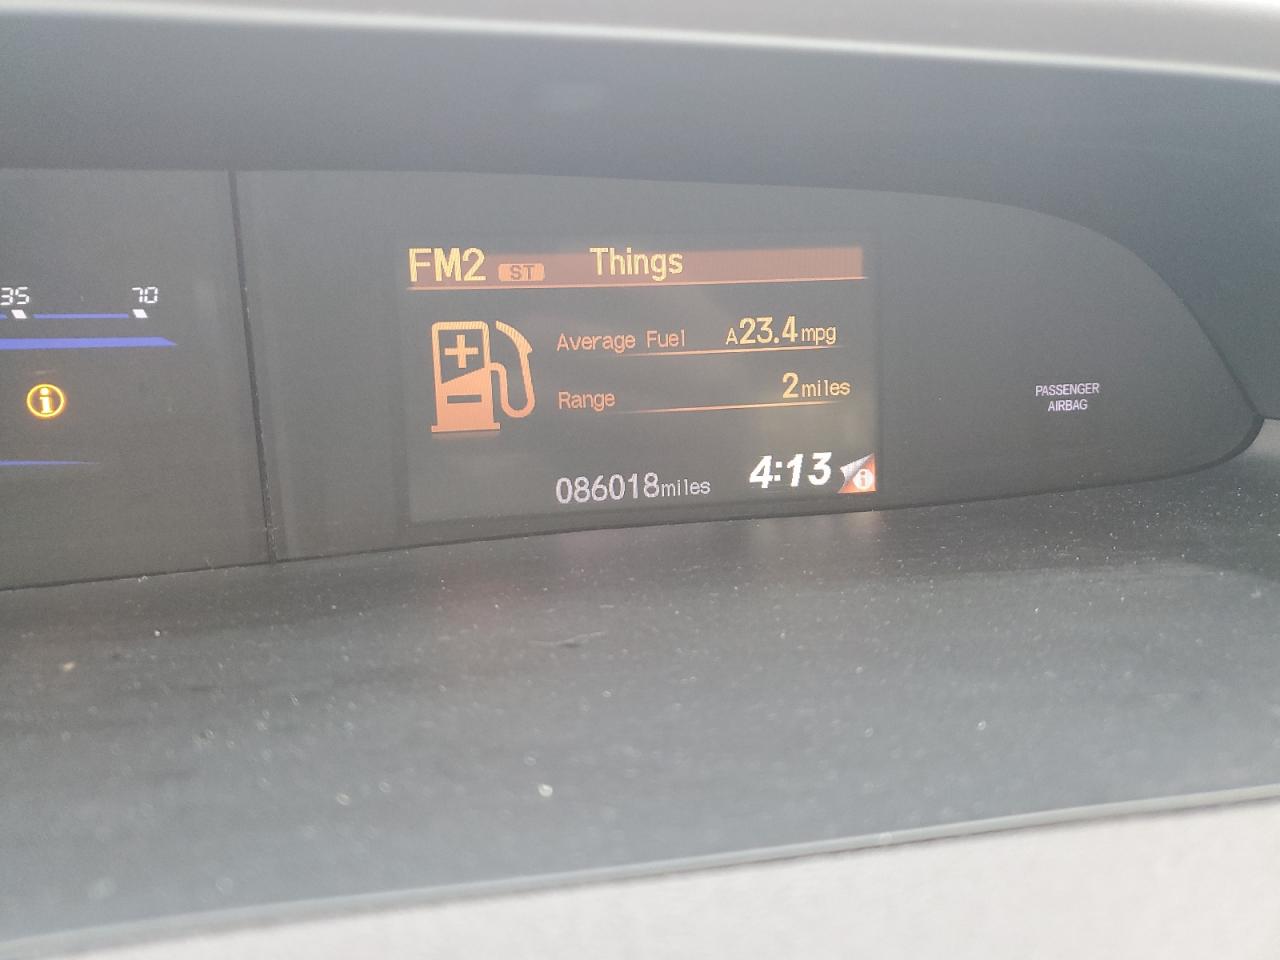 FM2 ST Things
35 70
Average Fuel A23.4mpg
Range 2miles
PASSENGER
AIRBAG
086018miles 4:13 i
i